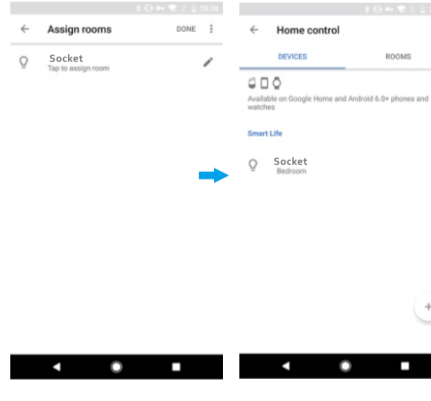 Assign rooms DONE
Socket
Tap to assign room
Home control
DEVICES ROOMS
Available on Google Home and Android 6.0+ phones and
watches
Smart Life
Socket
Bedroom